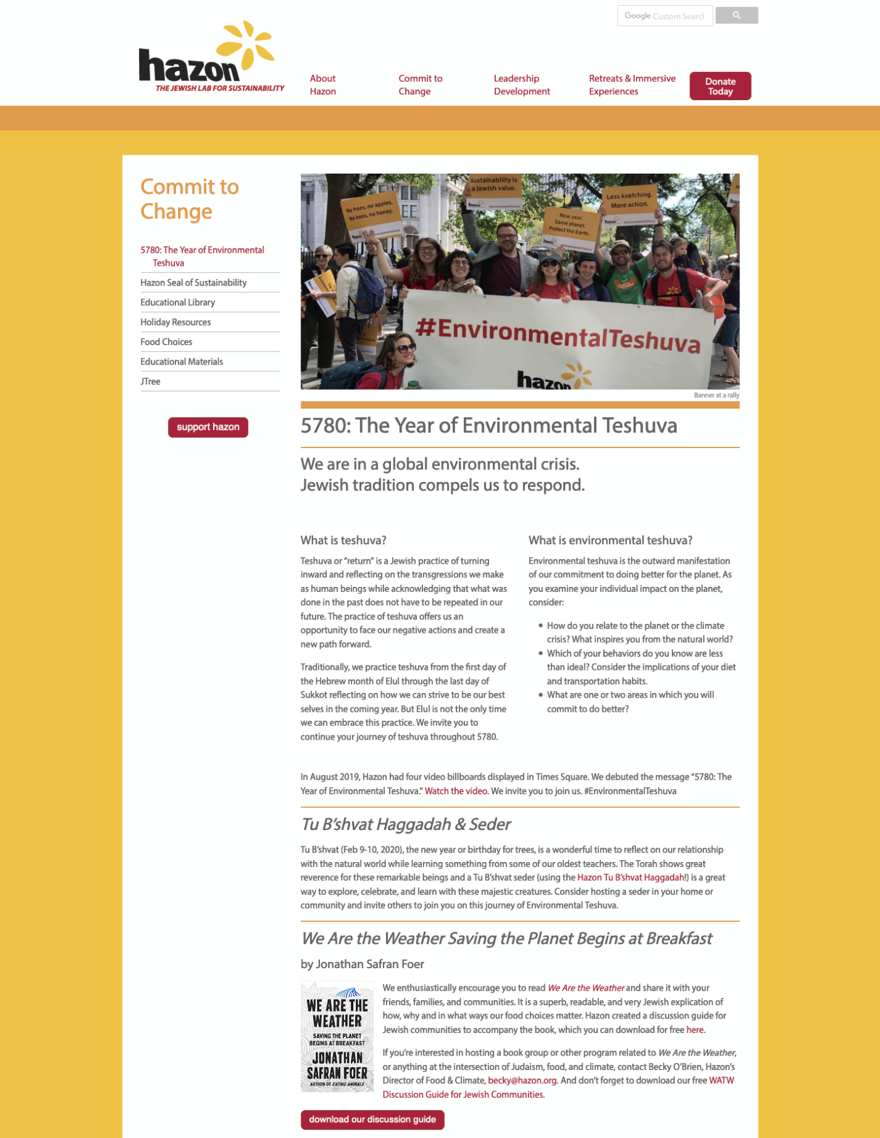 Google Custom Search
hazon
THE JEWISH LAB FOR SUSTAINABILITY
About
Hazon
Commit to
Change
Leadership
Development
Retreats & Immersive
Experiences
Donate
Today
Commit to
Change
5780: The Year of Environmental
Teshuva
Hazon Seal of Sustainability
Educational Library
Holiday Resources
Food Choices
Educational Materials
JTree
support hazon
No trees, no apples.
No bees, no honey.
Sustainability is
a Jewish value.
New year.
Same planet.
Protect the Earth.
Less kvetching.
More action.
#EnvironmentalTeshuva
hazon
Banner at a rally
5780: The Year of Environmental Teshuva
We are in a global environmental crisis.
Jewish tradition compels us to respond.
What is teshuva?
Teshuva or “return” is a Jewish practice of turning
inward and reflecting on the transgressions we make
as human beings while acknowledging that what was
done in the past does not have to be repeated in our
future. The practice of teshuva offers us an
opportunity to face our negative actions and create a
new path forward.
Traditionally, we practice teshuva from the first day of
the Hebrew month of Elul through the last day of
Sukkot reflecting on how we can strive to be our best
selves in the coming year. But Elul is not the only time
we can embrace this practice. We invite you to
continue your journey of teshuva throughout 5780.
What is environmental teshuva?
Environmental teshuva is the outward manifestation
of our commitment to doing better for the planet. As
you examine your individual impact on the planet,
consider:
• How do you relate to the planet or the climate
crisis? What inspires you from the natural world?
• Which of your behaviors do you know are less
than ideal? Consider the implications of your diet
and transportation habits.
• What are one or two areas in which you will
commit to do better?
In August 2019, Hazon had four video billboards displayed in Times Square. We debuted the message “5780: The
Year of Environmental Teshuva.” Watch the video. We invite you to join us. #EnvironmentalTeshuva
Tu B’shvat Haggadah & Seder
Tu B’shvat (Feb 9-10, 2020), the new year or birthday for trees, is a wonderful time to reflect on our relationship
with the natural world while learning something from some of our oldest teachers. The Torah shows great
reverence for these remarkable beings and a Tu B’shvat seder (using the Hazon Tu B’shvat Haggadah!) is a great
way to explore, celebrate, and learn with these majestic creatures. Consider hosting a seder in your home or
community and invite others to join you on this journey of Environmental Teshuva.
We Are the Weather Saving the Planet Begins at Breakfast
by Jonathan Safran Foer
WE ARE THE
WEATHER
SAVING THE PLANET
BEGINS AT BREAKFAST
JONATHAN
SAFRAN FOER
AUTHOR OF EATING ANIMALS
We enthusiastically encourage you to read We Are the Weather and share it with your
friends, families, and communities. It is a superb, readable, and very Jewish explication of
how, why and in what ways our food choices matter. Hazon created a discussion guide for
Jewish communities to accompany the book, which you can download for free here.
If you’re interested in hosting a book group or other program related to We Are the Weather,
or anything at the intersection of Judaism, food, and climate, contact Becky O’Brien, Hazon’s
Director of Food & Climate, becky@hazon.org. And don’t forget to download our free WATW
Discussion Guide for Jewish Communities.
download our discussion guide